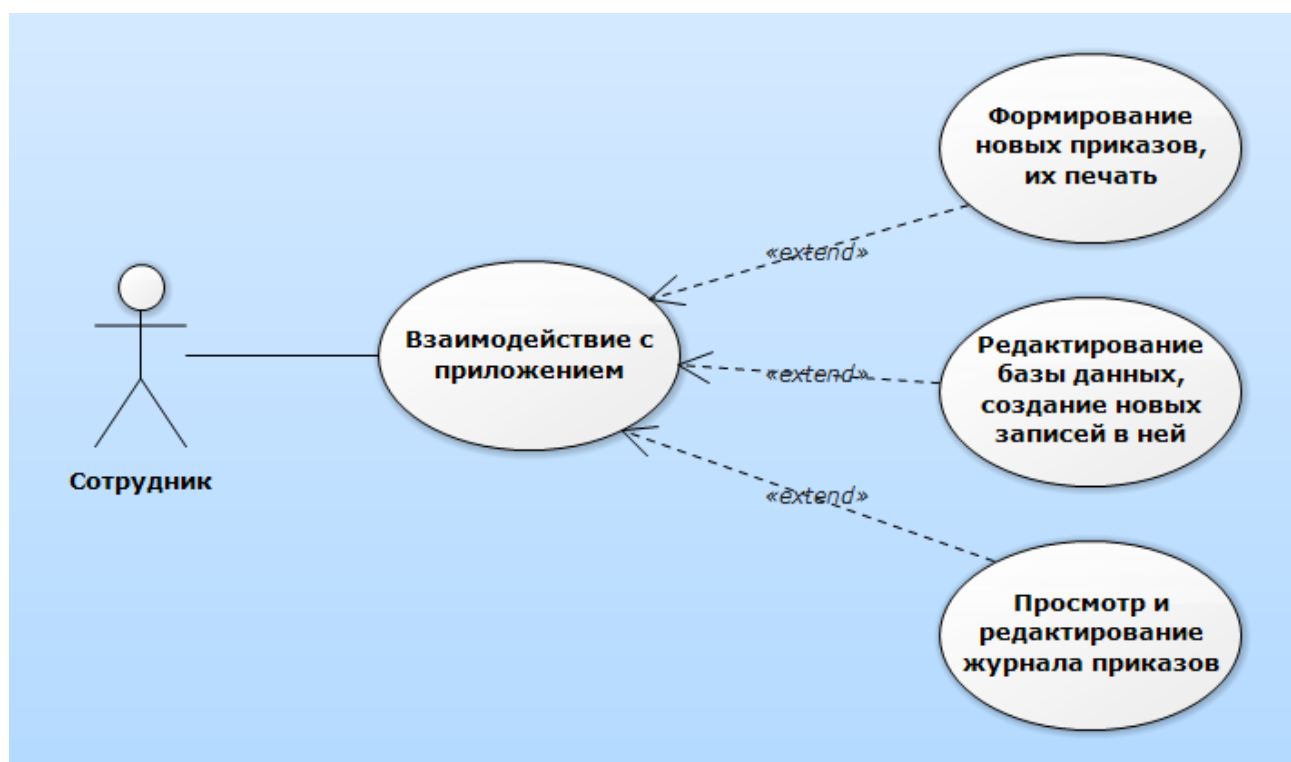 Формирование
новых приказов,
их печать
«extend»
Взаимодействие с
приложением
Редактирование
базы данных,
создание новых
записей в ней
«extend»
Сотрудник
«extend»
Просмотр и
редактирование
журнала приказов